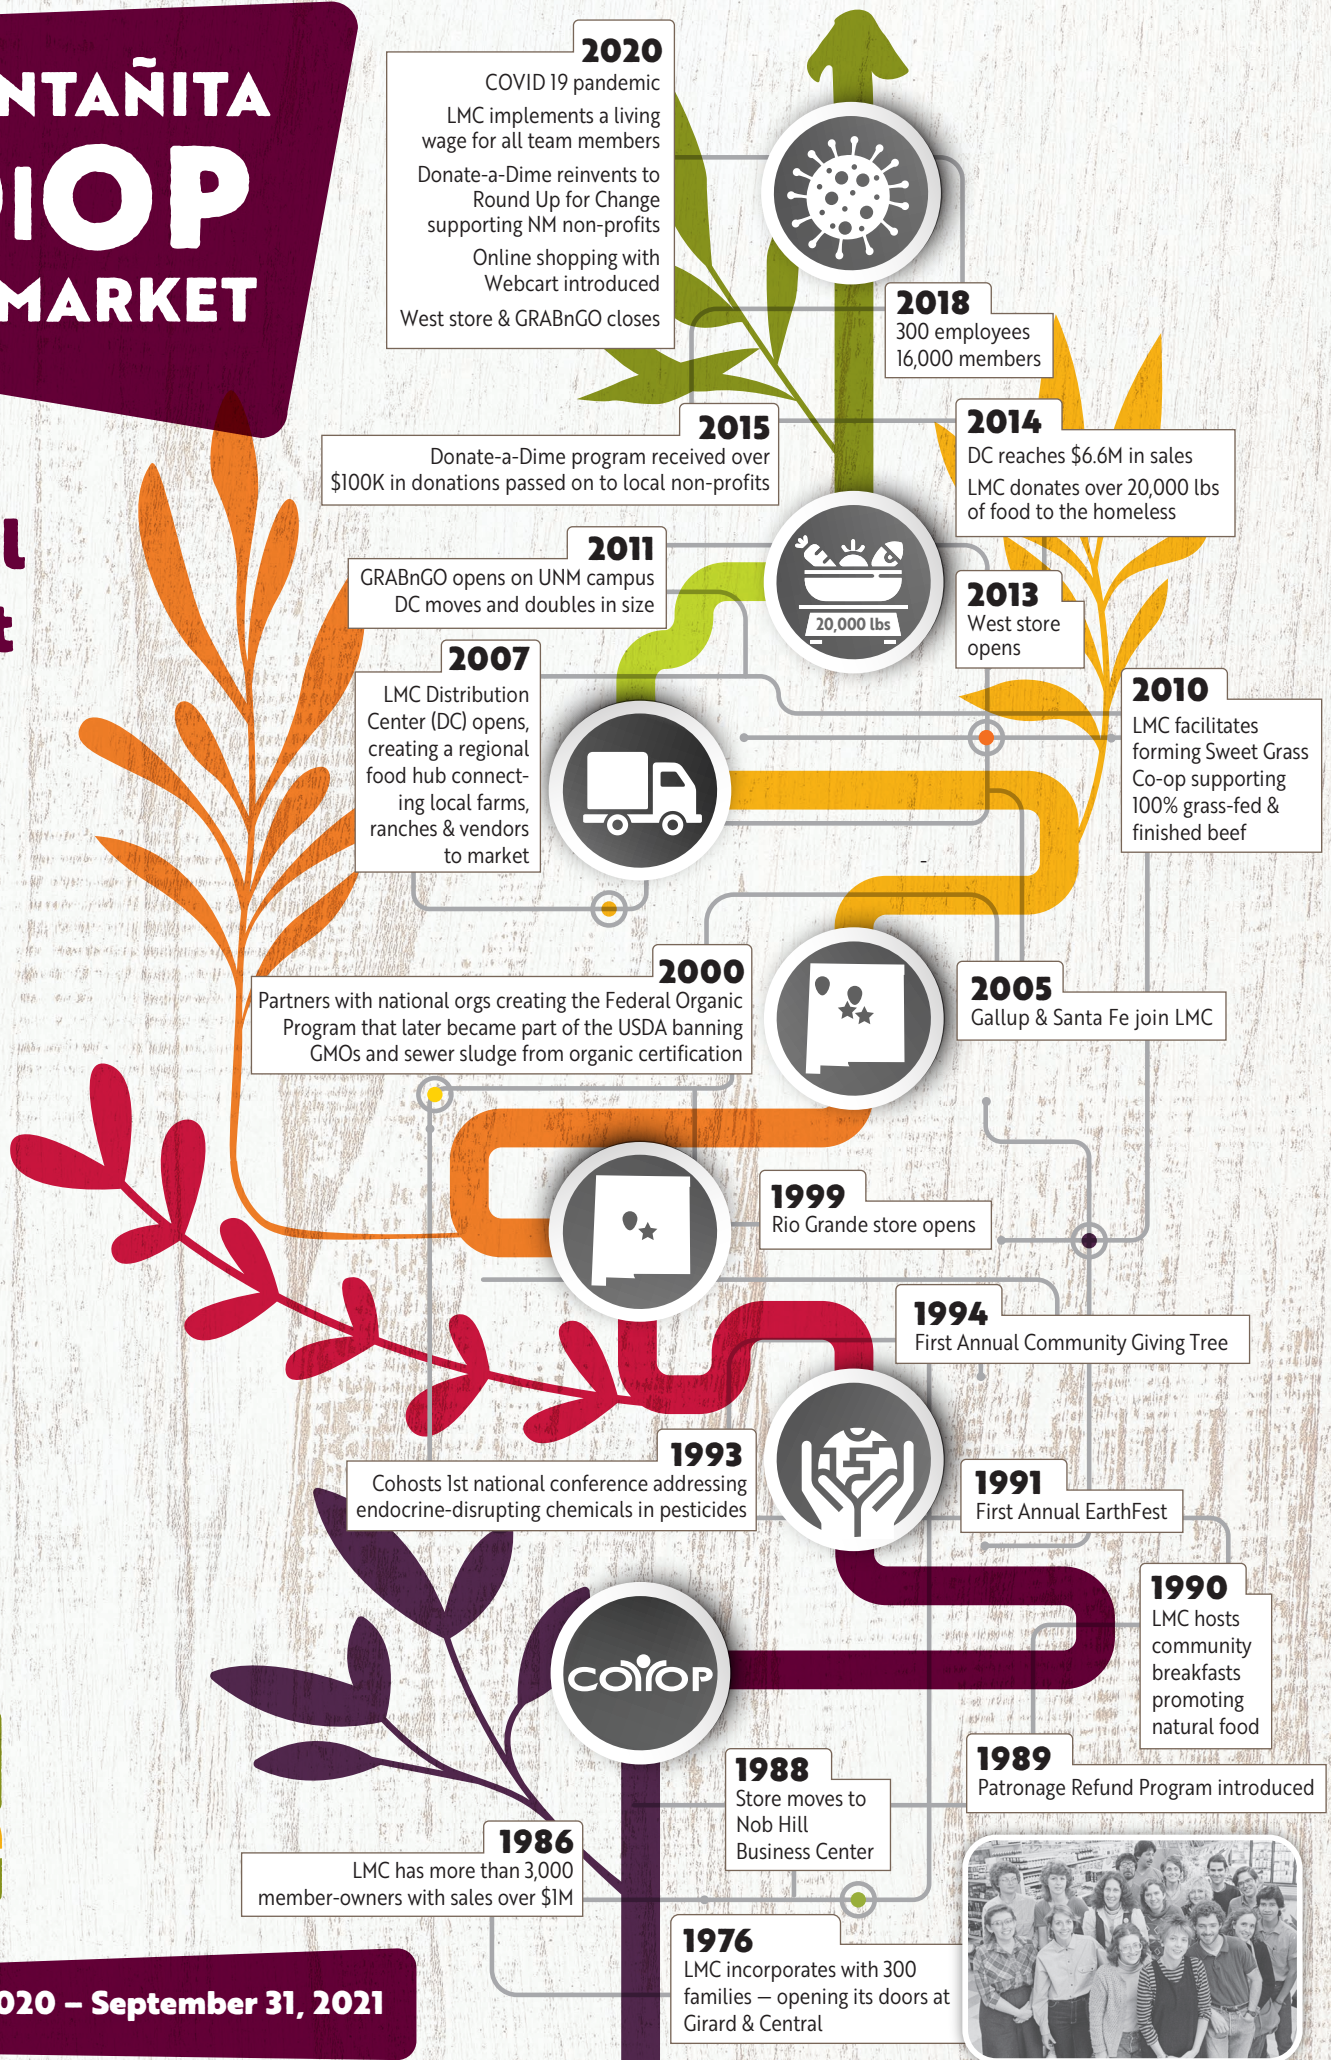 NTAÑITA
OP
MARKET
l
t
2020
COVID 19 pandemic
LMC implements a living
wage for all team members
Donate-a-Dime reinvents to
Round Up for Change
supporting NM non-profits
Online shopping with
Webcart introduced
West store & GRABnGO closes
2018
300 employees
16,000 members
2015
Donate-a-Dime program received over
$100K in donations passed on to local non-profits
2014
DC reaches $6.6M in sales
LMC donates over 20,000 lbs
of food to the homeless
20,000 lbs
2011
GRABnGO opens on UNM campus
DC moves and doubles in size
2013
West store
opens
2007
LMC Distribution
Center (DC) opens,
creating a regional
food hub connect-
ing local farms,
ranches & vendors
to market
2010
LMC facilitates
forming Sweet Grass
Co-op supporting
100% grass-fed &
finished beef
-
2000
Partners with national orgs creating the Federal Organic
Program that later became part of the USDA banning
GMOs and sewer sludge from organic certification
2005
Gallup & Santa Fe join LMC
1999
Rio Grande store opens
1994
First Annual Community Giving Tree
1993
Cohosts 1st national conference addressing
endocrine-disrupting chemicals in pesticides
1991
First Annual EarthFest
1990
LMC hosts
community
breakfasts
promoting
natural food
COOP
1989
Patronage Refund Program introduced
1988
Store moves to
Nob Hill
Business Center
1986
LMC has more than 3,000
member-owners with sales over $1M
1976
LMC incorporates with 300
families – opening its doors at
Girard & Central
020 – September 31, 2021